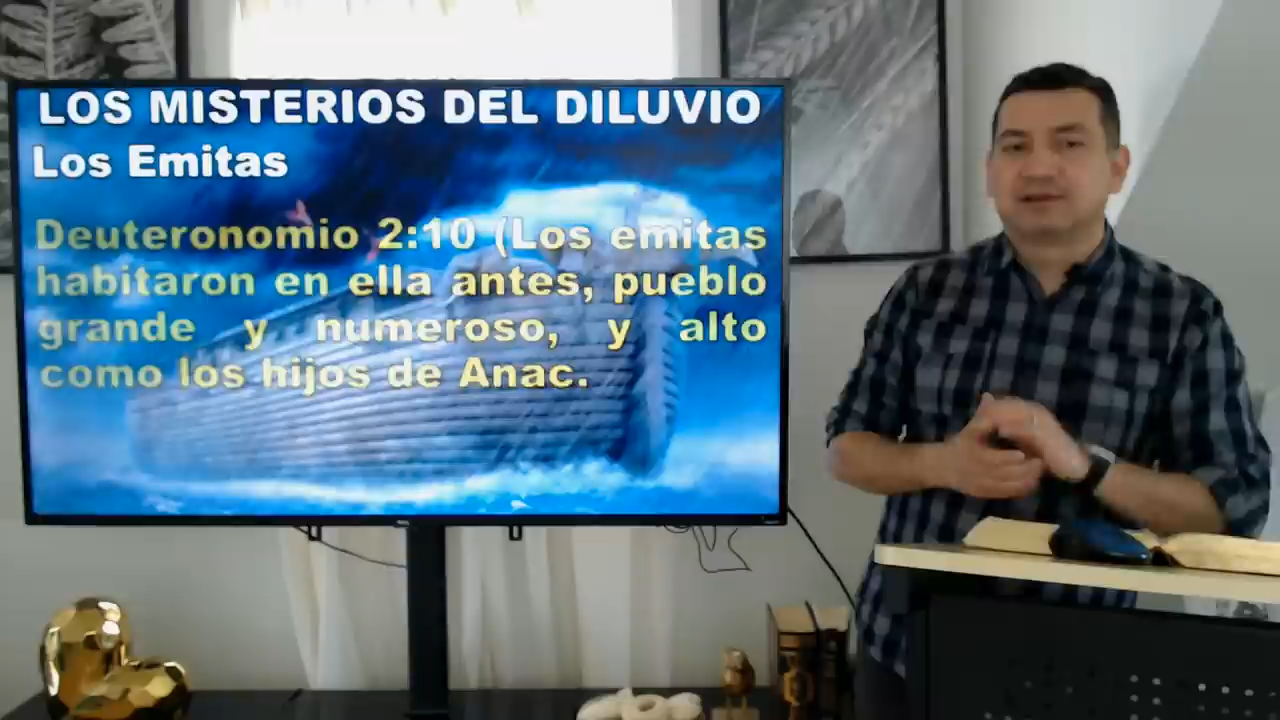 LOS MISTERIOS DEL DILUVIO
Los Emitas
Deuteronomio 2:10 (Los emitas
habitaron en ella antes, pueblo
grande y numeroso, y alto
como los hijos de Anac.